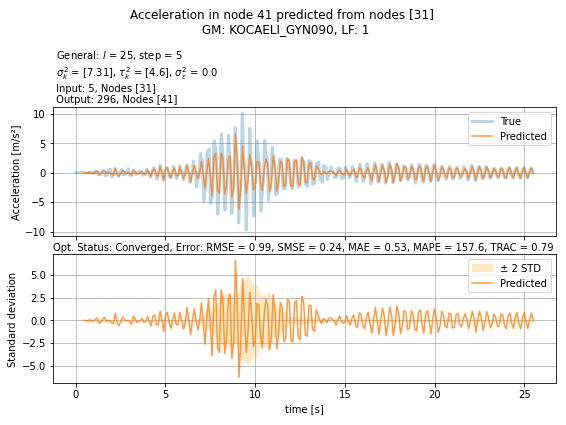 Acceleration in node 41 predicted from nodes [31]
GM: KOCAELI_GYN090, LF: 1
General: l = 25, step = 5
σ²ₖ = [7.31], τ²ₖ = [4.6], σ²ε = 0.0
Input: 5, Nodes [31]
Output: 296, Nodes [41]
Acceleration [m/s²]
10
5
0
−5
−10
True
Predicted
Opt. Status: Converged, Error: RMSE = 0.99, SMSE = 0.24, MAE = 0.53, MAPE = 157.6, TRAC = 0.79
Standard deviation
5.0
2.5
0.0
−2.5
−5.0
± 2 STD
Predicted
0 5 10 15 20 25
time [s]